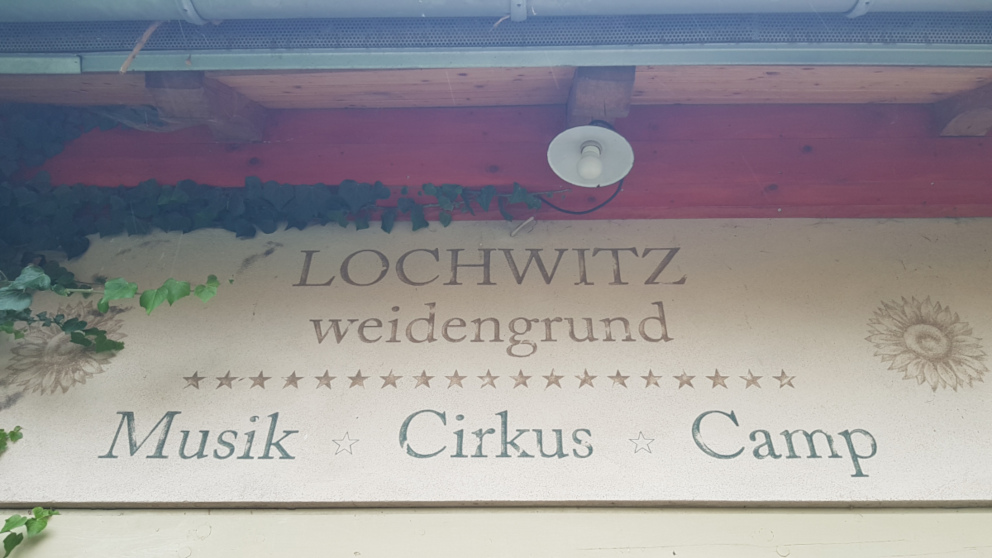 LOCHWITZ
weidengrund
Musik ☆ Cirkus ☆ Camp